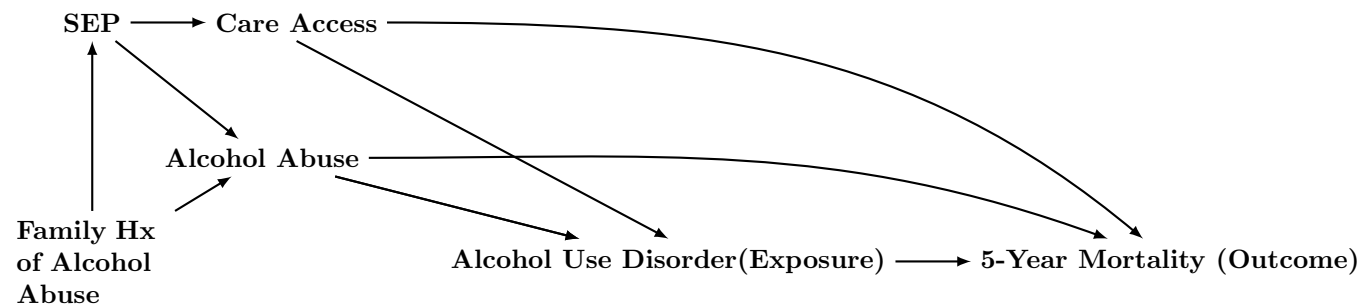 SEP
Care Access
Alcohol Abuse
Family Hx
of Alcohol
Abuse
Alcohol Use Disorder(Exposure)
5-Year Mortality (Outcome)